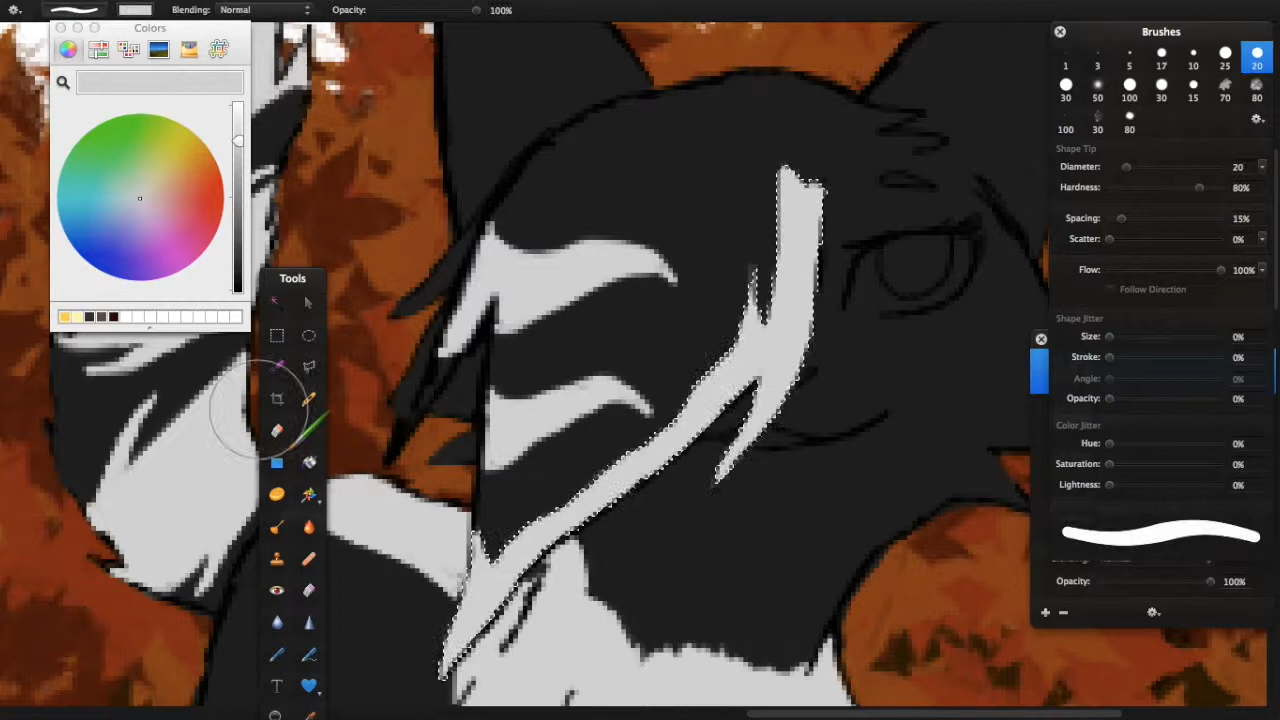 Blending: Normal Opacity: 100%
Colors
Brushes
1 3 5 17 10 25 20
30 50 100 30 15 70 80
100 30 80
Shape Tip
Diameter: 20
Hardness: 80%
Spacing: 15%
Scatter: 0%
Flow: 100%
Follow Direction
Shape Jitter
Size: 0%
Stroke: 0%
Angle: 0%
Opacity: 0%
Color Jitter
Hue: 0%
Saturation: 0%
Lightness: 0%
Opacity: 100%
Tools
T